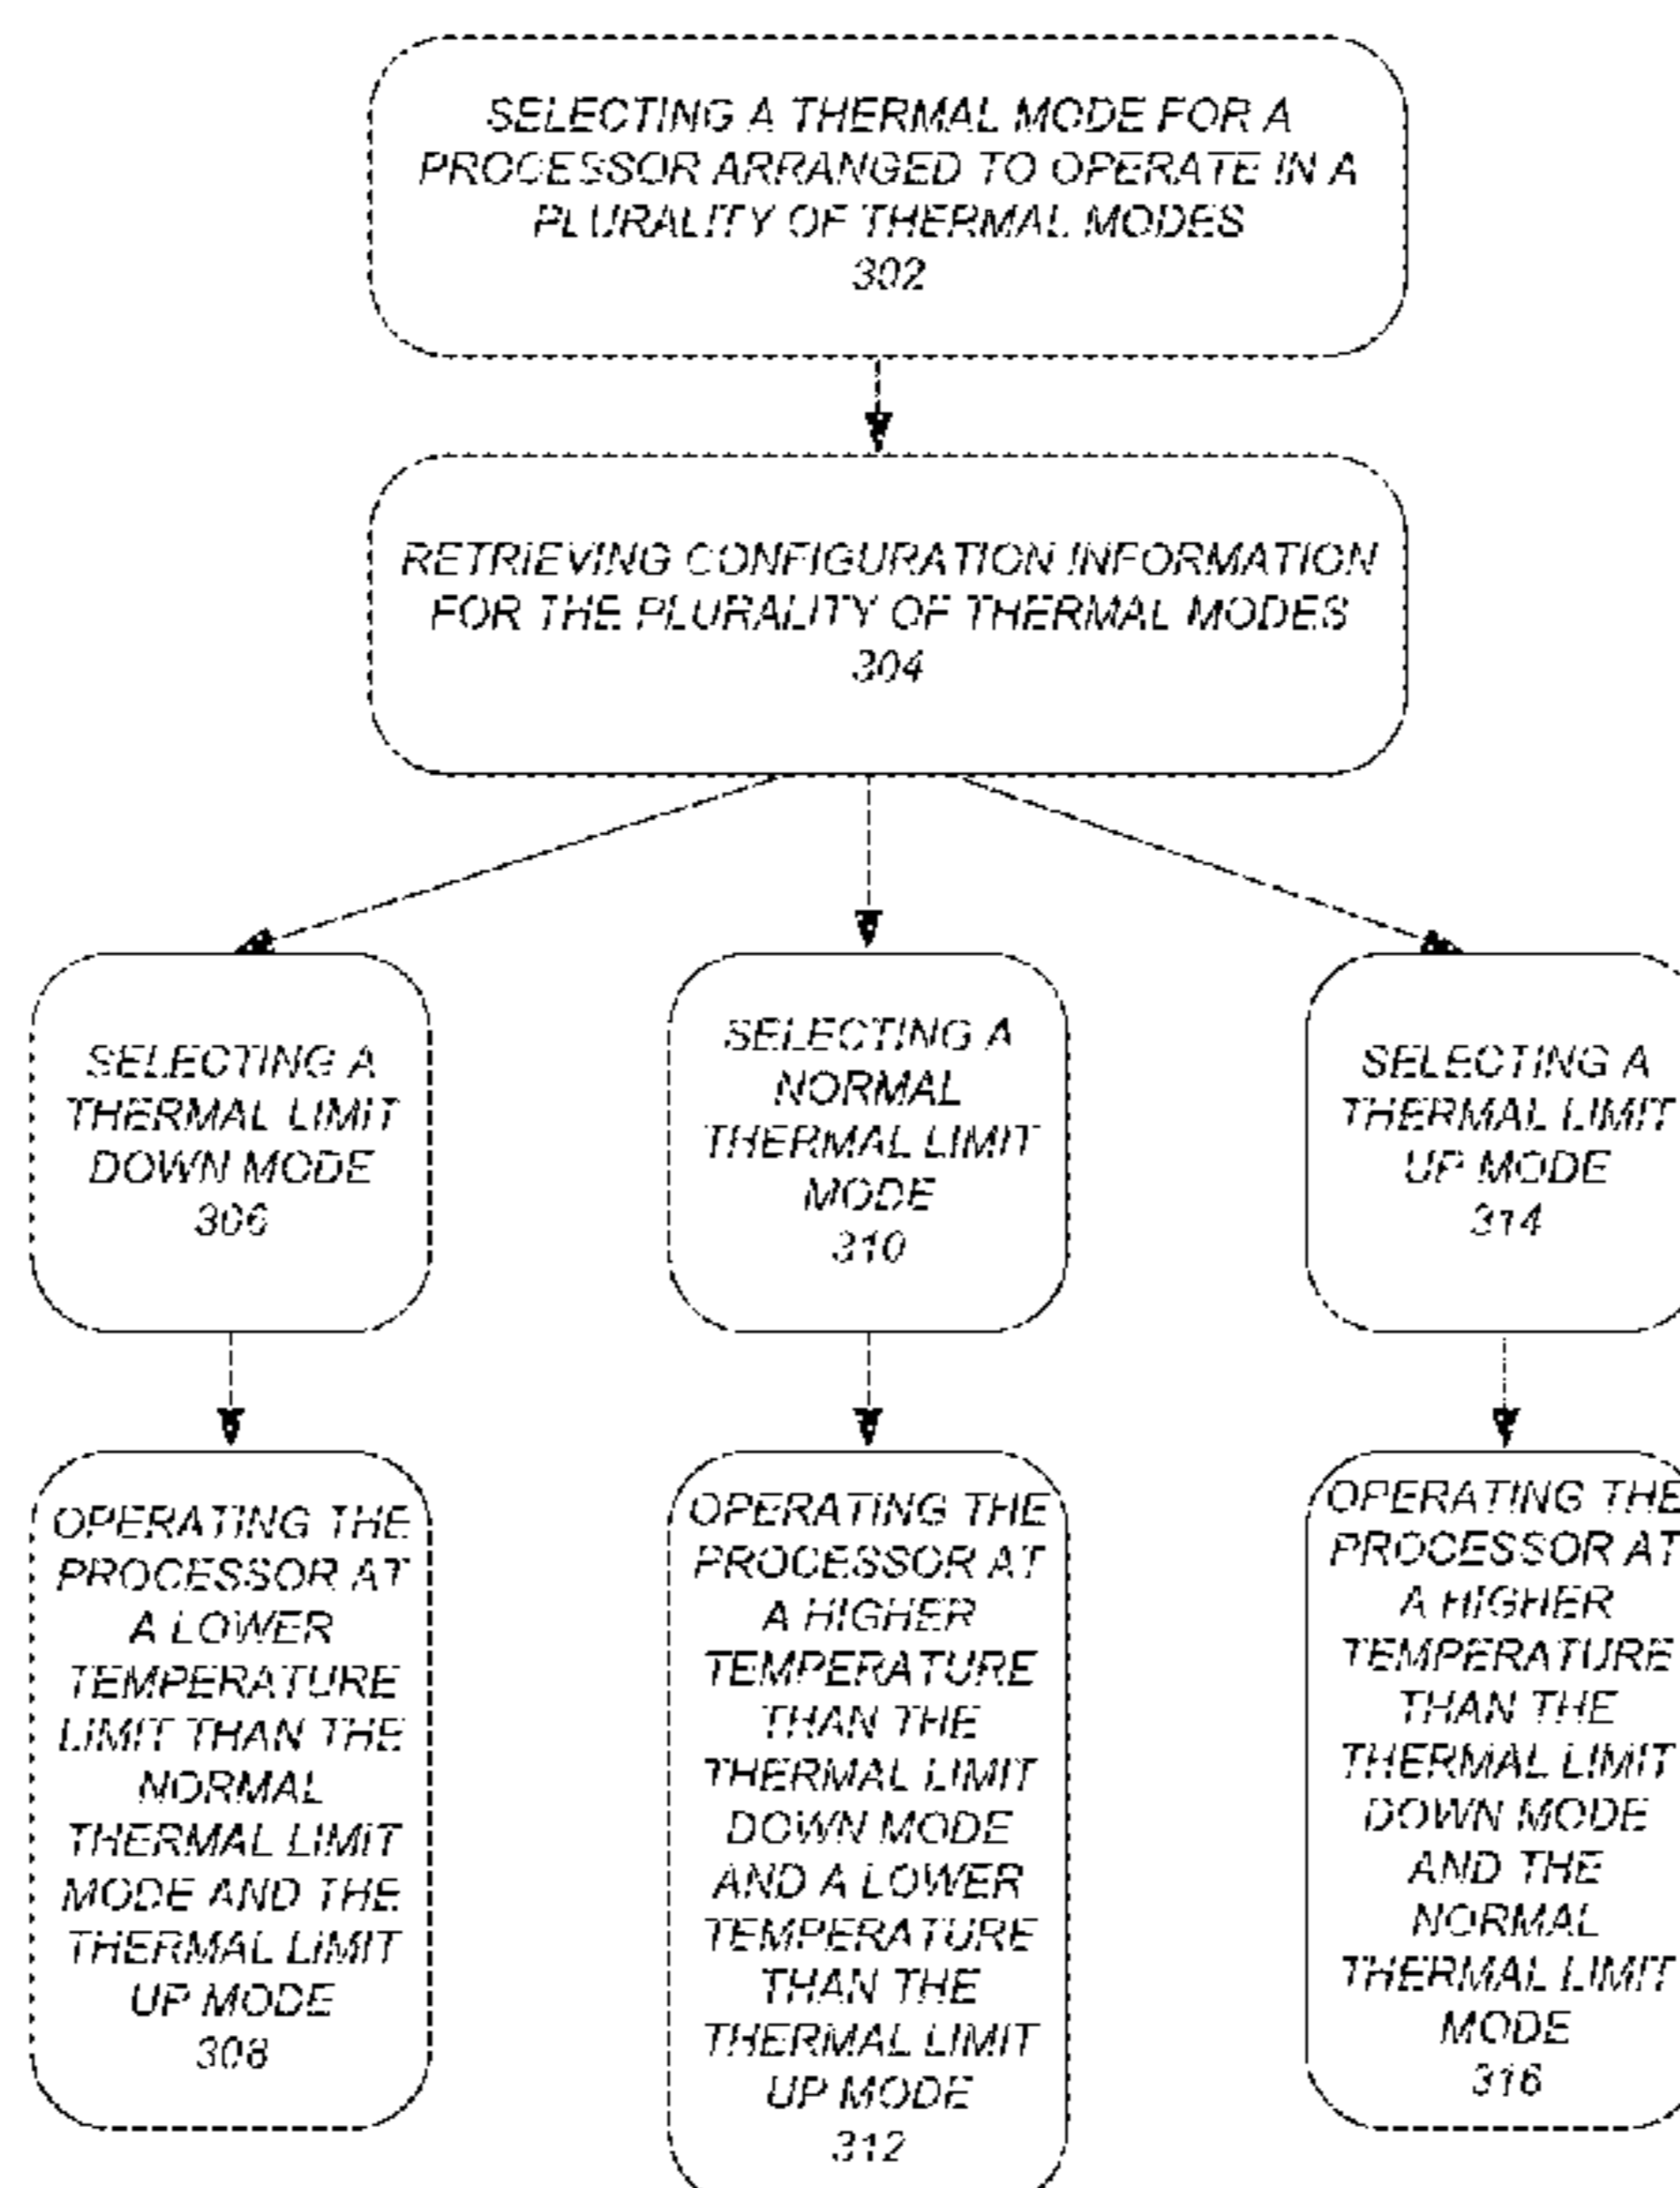 SELECTING A THERMAL MODE FOR A
PROCESSOR ARRANGED TO OPERATE IN A
PLURALITY OF THERMAL MODES
302
RETRIEVING CONFIGURATION INFORMATION
FOR THE PLURALITY OF THERMAL MODES
304
SELECTING A
THERMAL LIMIT
DOWN MODE
306
SELECTING A
NORMAL
THERMAL LIMIT
MODE
310
SELECTING A
THERMAL LIMIT
UP MODE
314
OPERATING THE
PROCESSOR AT
A LOWER
TEMPERATURE
LIMIT THAN THE
NORMAL
THERMAL LIMIT
MODE AND THE
THERMAL LIMIT
UP MODE
308
OPERATING THE
PROCESSOR AT
A HIGHER
TEMPERATURE
THAN THE
THERMAL LIMIT
DOWN MODE
AND A LOWER
TEMPERATURE
THAN THE
THERMAL LIMIT
UP MODE
312
OPERATING THE
PROCESSOR AT
A HIGHER
TEMPERATURE
THAN THE
THERMAL LIMIT
DOWN MODE
AND THE
NORMAL
THERMAL LIMIT
MODE
316